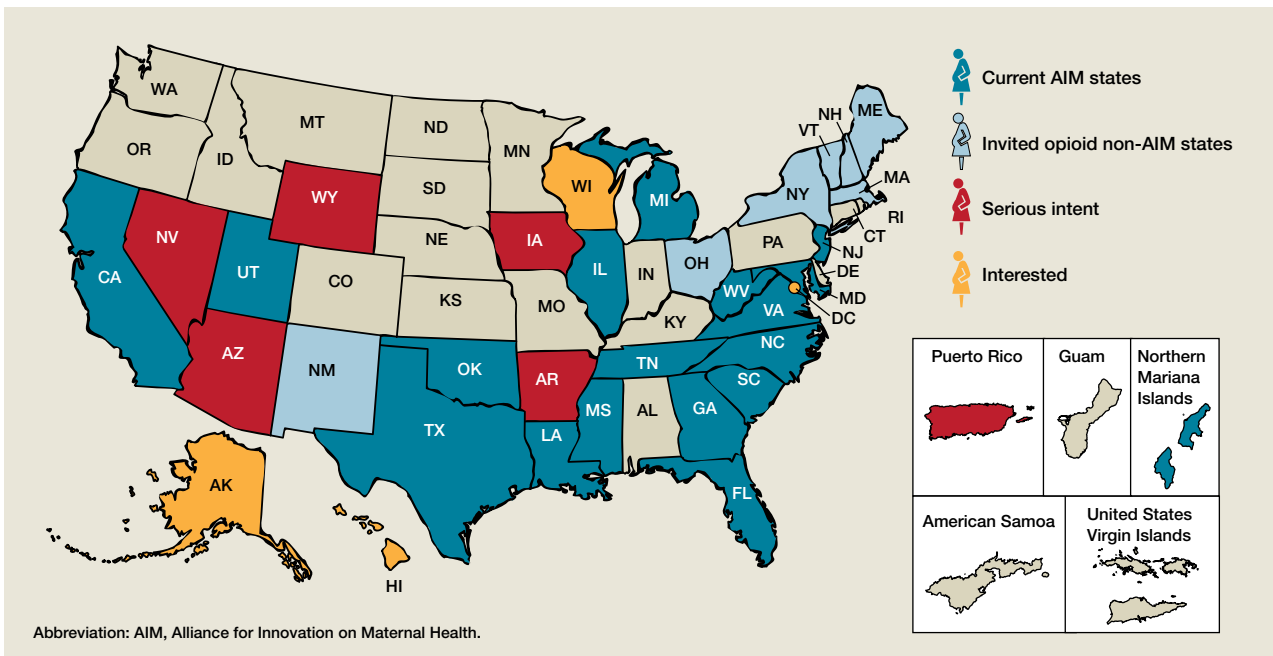 WA
OR
ID
MT
ND
SD
MN
WY
NE
NV
UT
CA
CO
KS
IA
WI
MI
IL
IN
OH
MO
KY
PA
NY
VT
NH
ME
MA
RI
CT
NJ
DE
MD
DC
WV
VA
NC
TN
SC
AZ
NM
OK
AR
TX
LA
MS
AL
GA
FL
AK
HI
Current AIM states
Invited opioid non-AIM states
Serious intent
Interested
Puerto Rico
Guam
Northern
Mariana
Islands
American Samoa
United States
Virgin Islands
Abbreviation: AIM, Alliance for Innovation on Maternal Health.